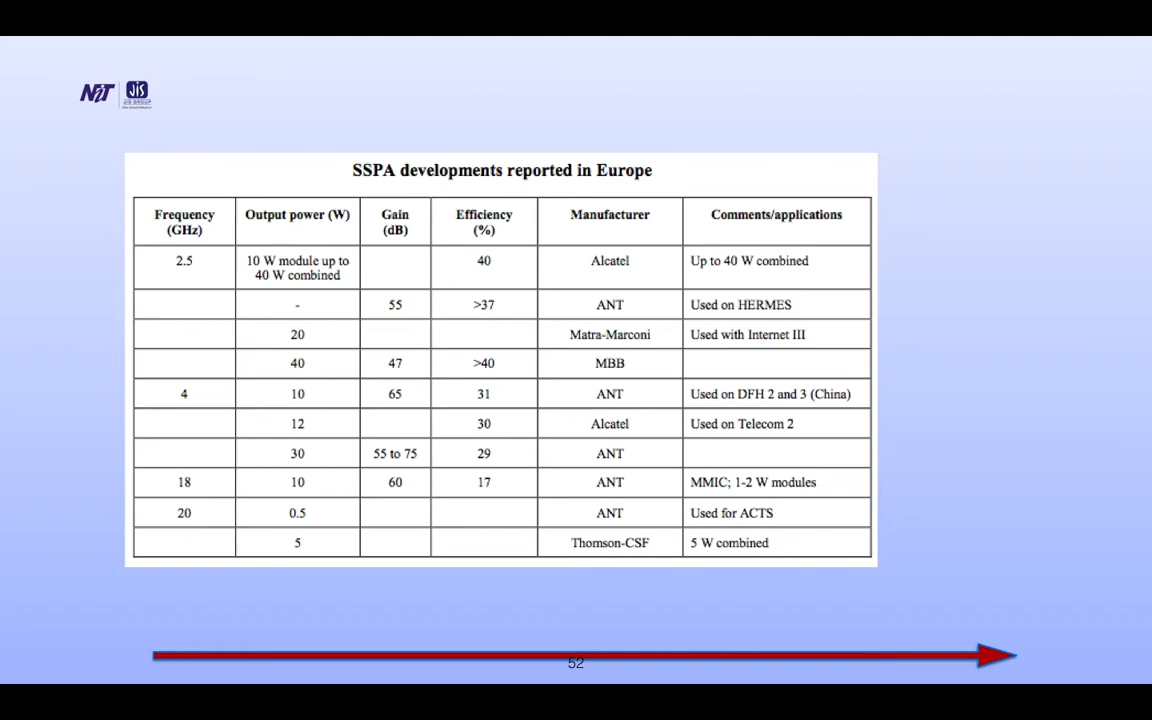 NiT JIS
JIS GROUP
SSPA developments reported in Europe
Frequency (GHz) Output power (W) Gain (dB) Efficiency (%) Manufacturer Comments/applications
2.5 10 W module up to 40 W combined 40 Alcatel Up to 40 W combined
- 55 >37 ANT Used on HERMES
20 Matra-Marconi Used with Internet III
40 47 >40 MBB
4 10 65 31 ANT Used on DFH 2 and 3 (China)
12 30 Alcatel Used on Telecom 2
30 55 to 75 29 ANT
18 10 60 17 ANT MMIC; 1-2 W modules
20 0.5 ANT Used for ACTS
5 Thomson-CSF 5 W combined
52